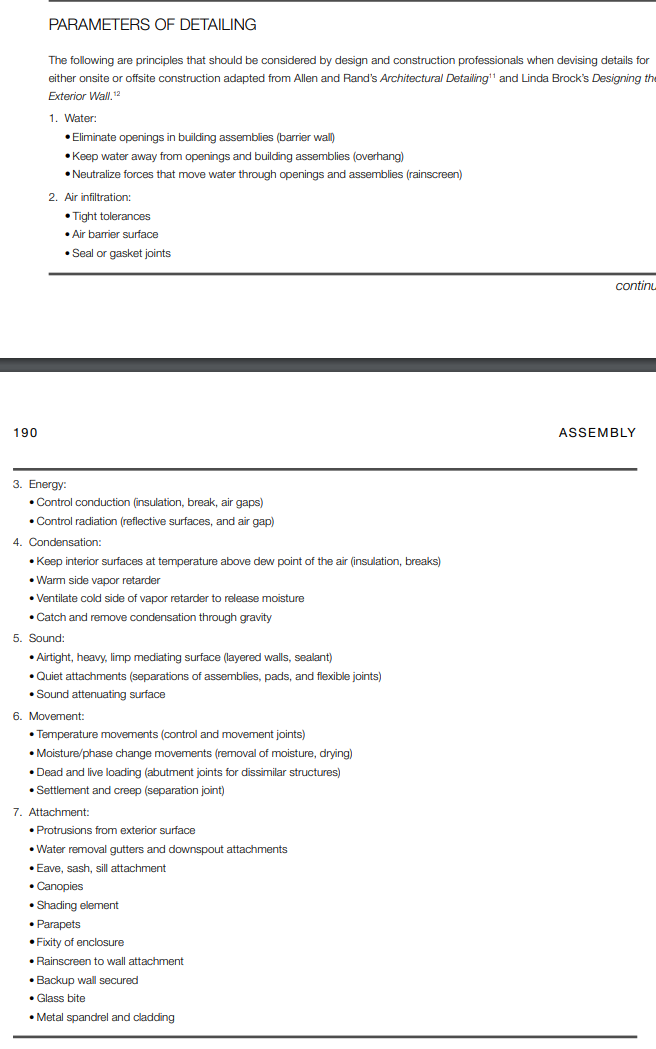 PARAMETERS OF DETAILING
The following are principles that should be considered by design and construction professionals when devising details for
either onsite or offsite construction adapted from Allen and Rand's Architectural Detailing¹¹ and Linda Brock's Designing the
Exterior Wall.¹²
1. Water:
• Eliminate openings in building assemblies (barrier wall)
• Keep water away from openings and building assemblies (overhang)
• Neutralize forces that move water through openings and assemblies (rainscreen)
2. Air infiltration:
• Tight tolerances
• Air barrier surface
• Seal or gasket joints
continu
190 ASSEMBLY
3. Energy:
• Control conduction (insulation, break, air gaps)
• Control radiation (reflective surfaces, and air gap)
4. Condensation:
• Keep interior surfaces at temperature above dew point of the air (insulation, breaks)
• Warm side vapor retarder
• Ventilate cold side of vapor retarder to release moisture
• Catch and remove condensation through gravity
5. Sound:
• Airtight, heavy, limp mediating surface (layered walls, sealant)
• Quiet attachments (separations of assemblies, pads, and flexible joints)
• Sound attenuating surface
6. Movement:
• Temperature movements (control and movement joints)
• Moisture/phase change movements (removal of moisture, drying)
• Dead and live loading (abutment joints for dissimilar structures)
• Settlement and creep (separation joint)
7. Attachment:
• Protrusions from exterior surface
• Water removal gutters and downspout attachments
• Eave, sash, sill attachment
• Canopies
• Shading element
• Parapets
• Fixity of enclosure
• Rainscreen to wall attachment
• Backup wall secured
• Glass bite
• Metal spandrel and cladding